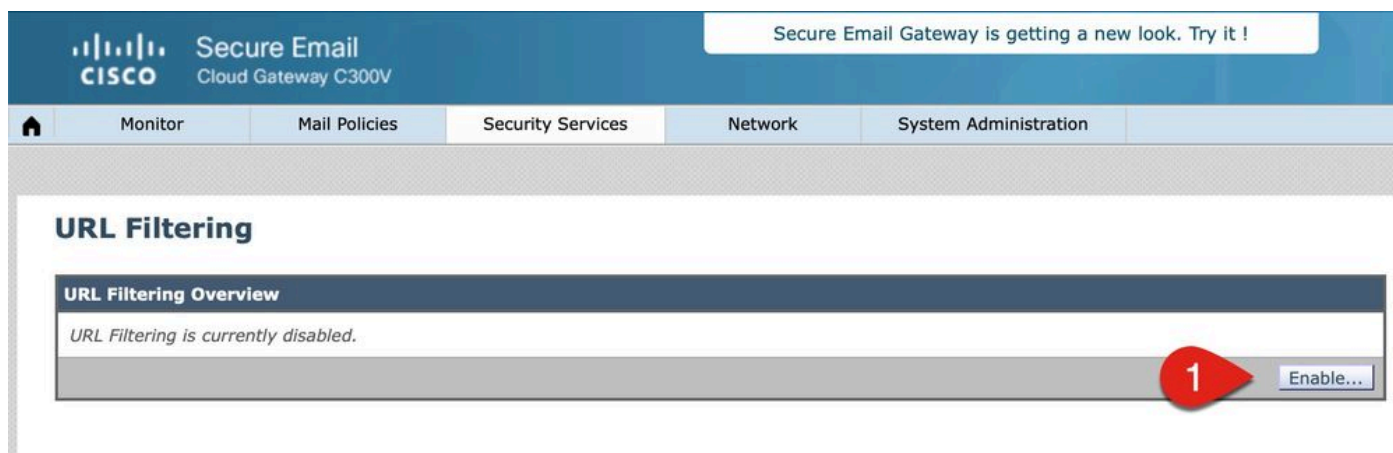 Secure Email Gateway is getting a new look. Try it !
CISCO Secure Email
Cloud Gateway C300V
Monitor Mail Policies Security Services Network System Administration
URL Filtering
URL Filtering Overview
URL Filtering is currently disabled.
1 Enable...